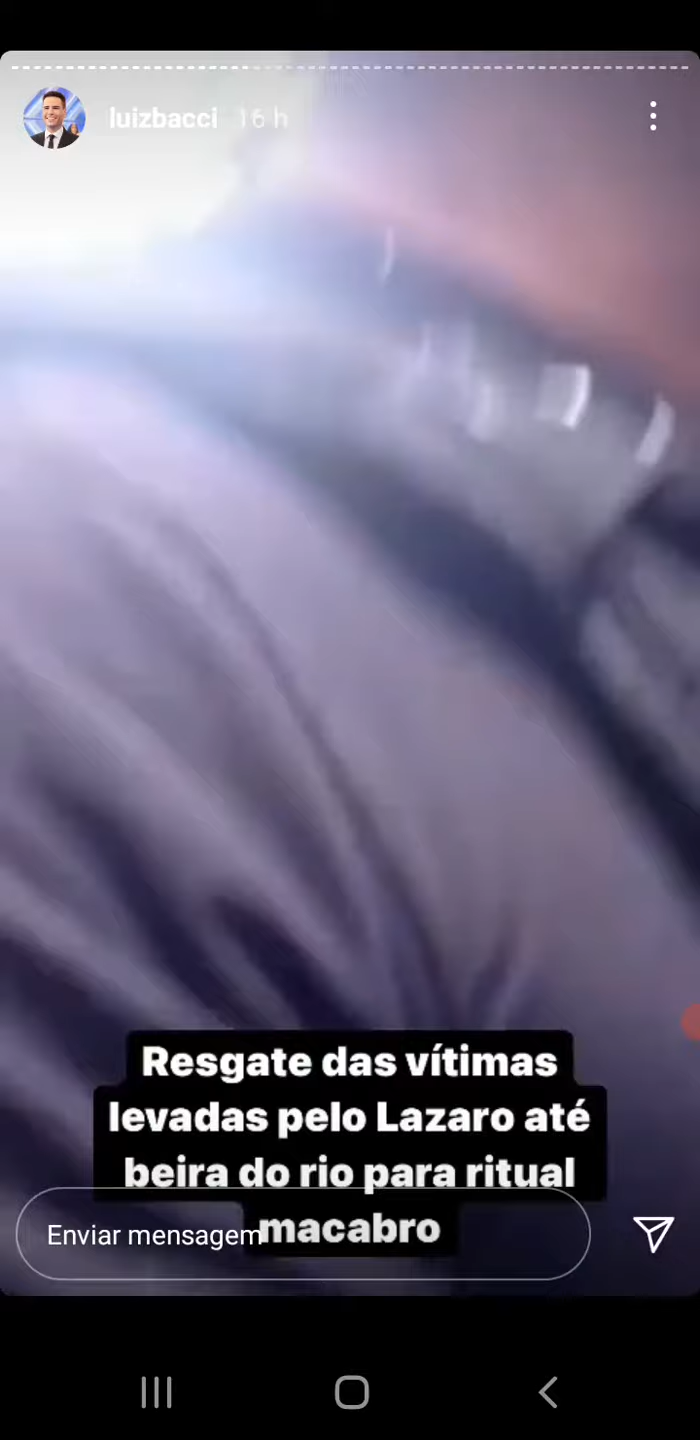 luizbacci 16 h
Resgate das vítimas
levadas pelo Lazaro até
beira do rio para ritual
macabro
Enviar mensagem